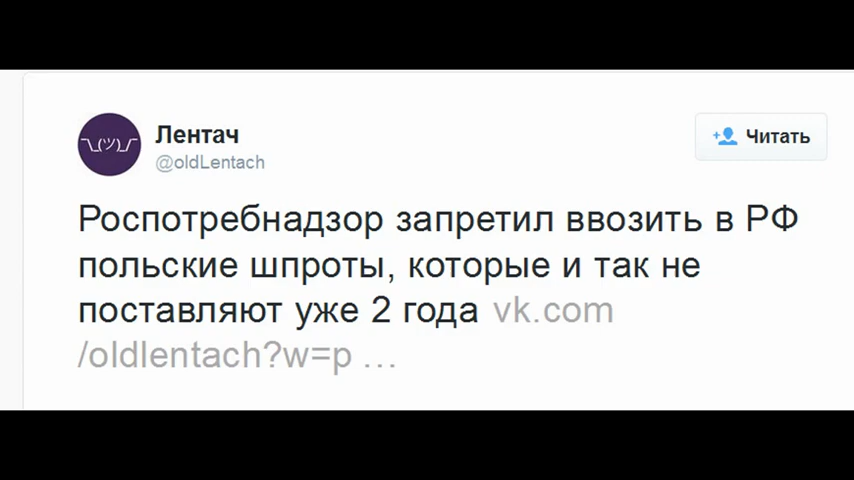 ¯\_(ツ)_/¯
Лентач
@oldLentach
Читать
Роспотребнадзор запретил ввозить в РФ
польские шпроты, которые и так не
поставляют уже 2 года vk.com
/oldlentach?w=p ...